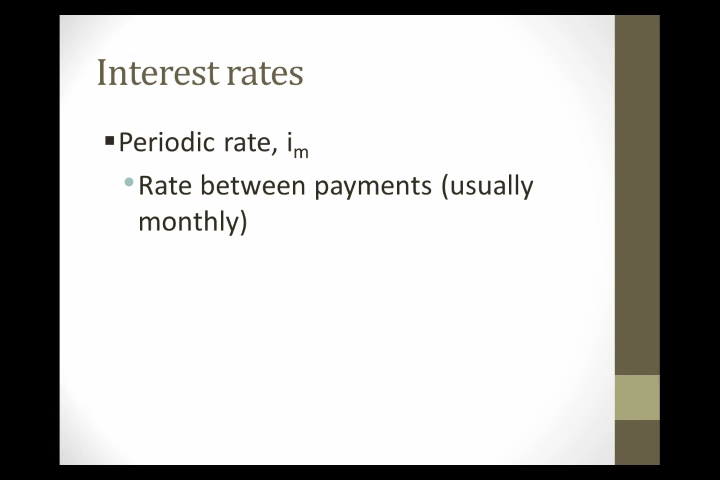 Interest rates
▪Periodic rate, iₘ
•Rate between payments (usually
monthly)